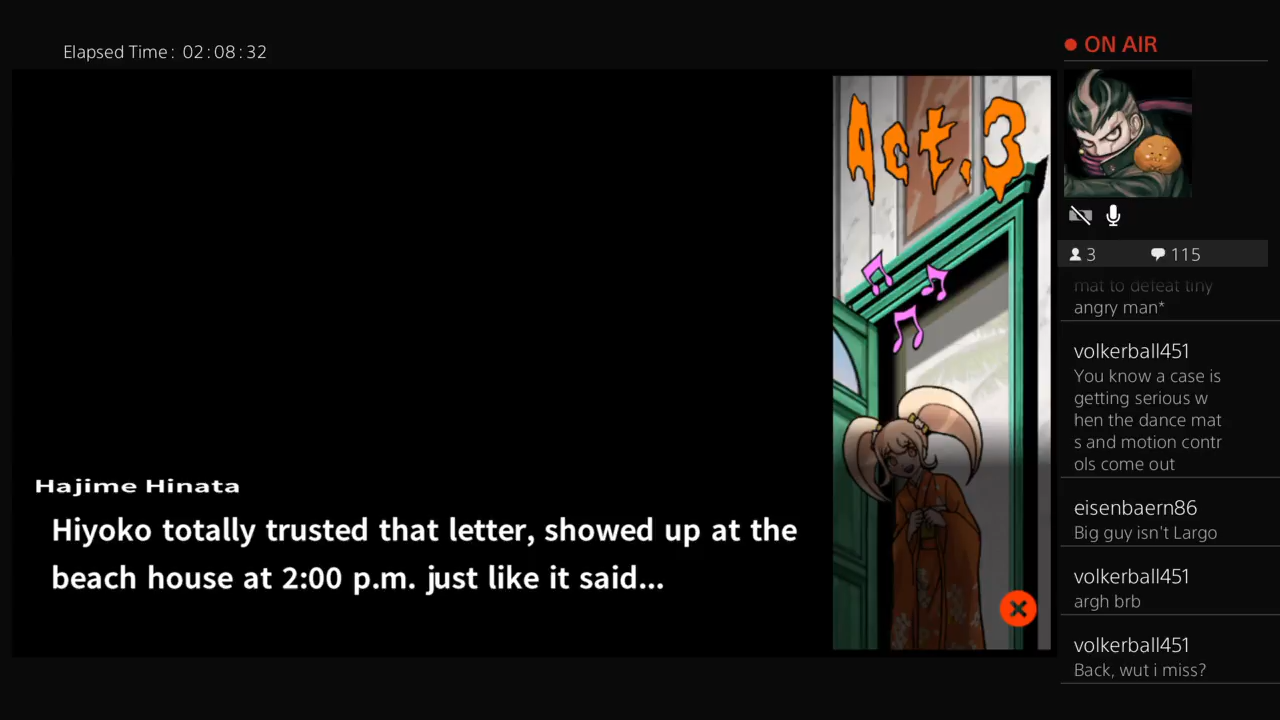 Elapsed Time: 02:08:32
ON AIR
Act.3
3
115
mat to defeat tiny
angry man*
volkerball451
You know a case is
getting serious w
hen the dance mat
s and motion contr
ols come out
eisenbaern86
Big guy isn't Largo
volkerball451
argh brb
volkerball451
Back, wut i miss?
Hajime Hinata
Hiyoko totally trusted that letter, showed up at the
beach house at 2:00 p.m. just like it said...